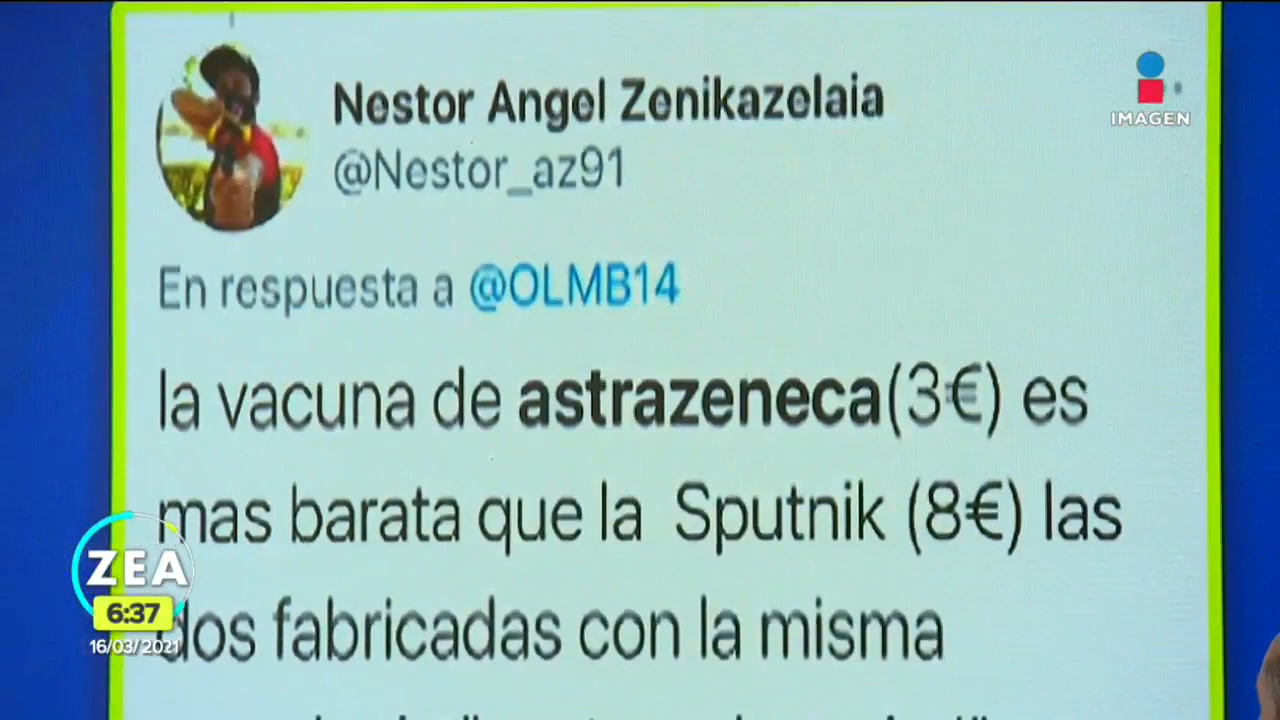 Nestor Angel Zenikazelaia
@Nestor_az91
IMAGEN
En respuesta a @OLMB14
la vacuna de astrazeneca(3€) es
mas barata que la Sputnik (8€) las
dos fabricadas con la misma
ZEA
6:37
16/03/2021